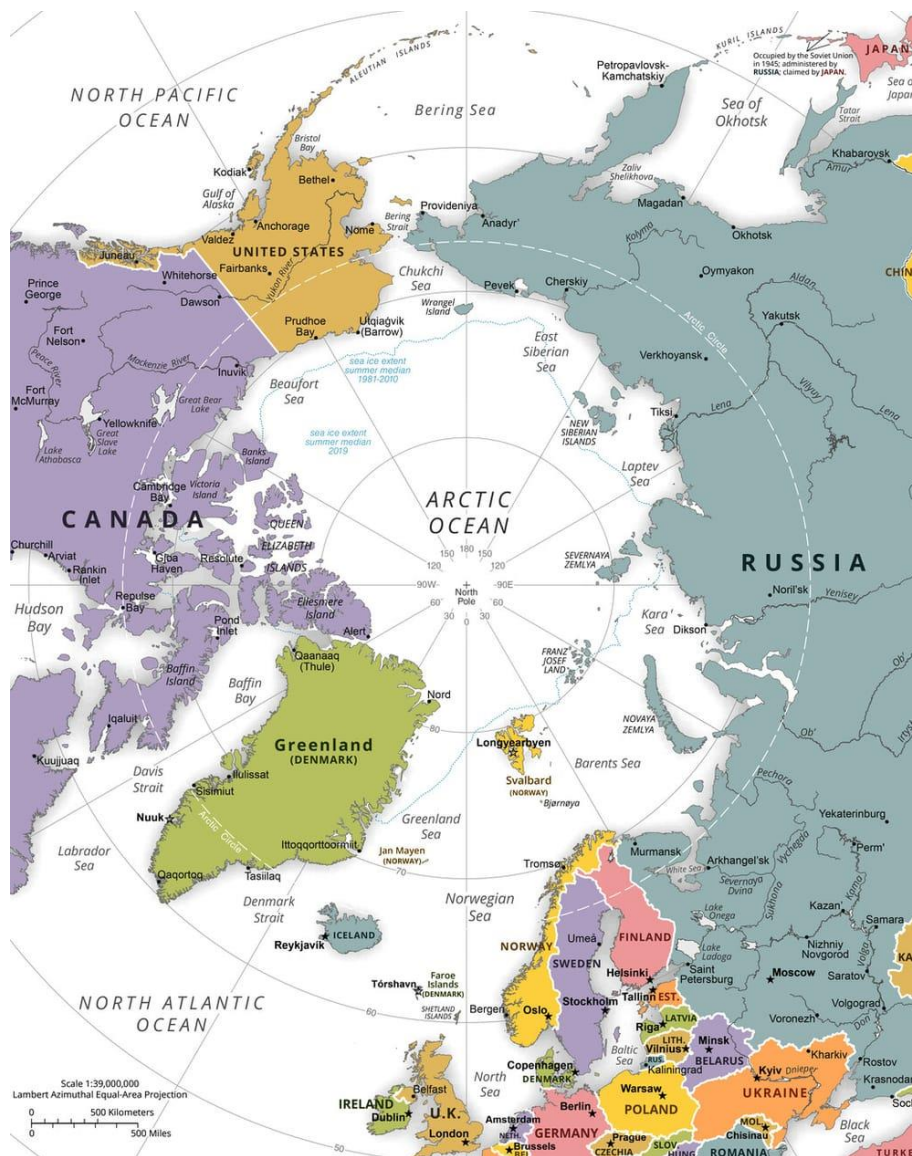 KURIL ISLANDS
Occupied by the Soviet Union
in 1945; administered by
RUSSIA; claimed by JAPAN.
JAPAN
Sea of
Japa
ALEUTIAN ISLANDS
Petropavlovsk-
Kamchatskiy
NORTH PACIFIC
OCEAN
Bering Sea
Sea of
Okhotsk
Tatar
Strait
Bristol
Bay
Khabarovsk
Amur
Kodiak
Bethel
Zaliv
Shelikhova
Gulf of
Alaska
Magadan
Anchorage
Provideniya
Anadyr'
Bering
Strait
Valdez
Nome
Okhotsk
Kolyma
Juneau
UNITED STATES
Whitehorse
Fairbanks
Yukon River
Chukchi
Sea
Oymyakon
CHIN
Prince
George
Dawson
Wrangel
Island
Pevek
Cherskiy
Aldan
Prudhoe
Bay
Utqiaġvik
(Barrow)
Yakutsk
Arctic Circle
Fort
Nelson
Peace River
Mackenzie River
Inuvik
sea ice extent
summer median
1981-2010
East
Siberian
Sea
Verkhoyansk
Fort
McMurray
Great Bear
Lake
Beaufort
Sea
Vilyuy
Lena
Lena
Tiksi
Yellowknife
Great
Slave
Lake
Lake
Athabasca
sea ice extent
summer median
2019
NEW
SIBERIAN
ISLANDS
Banks
Island
Laptev
Sea
Cambridge
Bay
Victoria
Island
ARCTIC
OCEAN
CANADA
QUEEN
ELIZABETH
ISLANDS
Churchill
Arviat
Gjoa
Haven
Resolute
150
180
150
120
120
SEVERNAYA
ZEMLYA
RUSSIA
Rankin
Inlet
90W
90E
North
Pole
60
60
30
0
30
Repulse
Bay
Ellesmere
Island
Noril'sk
Yenisey
Hudson
Bay
Pond
Inlet
Alert
Kara
Sea
Dikson
Qaanaaq
(Thule)
FRANZ
JOSEF
LAND
Baffin
Island
Baffin
Bay
Ob'
Nord
Iqaluit
80
NOVAYA
ZEMLYA
Irty
Greenland
(DENMARK)
Longyearbyen
Ob'
Kuujjuaq
Svalbard
(NORWAY)
Barents Sea
Davis
Strait
Ilulissat
Sisimiut
Pechora
Bjørnøya
Nuuk
Arctic Circle
Greenland
Sea
Yekaterinburg
Labrador
Sea
Ittoqqortoormiit
Jan Mayen
(NORWAY)
Murmansk
Vychegda
Perm'
Tromsø
White Sea
Arkhangel'sk
Qaqortoq
Tasiilaq
70
Severnaya
Dvina
Sukhona
Kama
Denmark
Strait
Norwegian
Sea
Lake
Onega
Kazan'
Samara
Reykjavík
ICELAND
Umeå
FINLAND
NORWAY
Lake
Ladoga
Nizhniy
Novgorod
Volga
SWEDEN
Helsinki
Saint
Petersburg
Moscow
Saratov
KA
Tórshavn
Faroe
Islands
(DENMARK)
SHETLAND
ISLANDS
Tallinn
EST.
Stockholm
NORTH ATLANTIC
OCEAN
60
Bergen
Oslo
Riga
LATVIA
Voronezh
Volgograd
Don
Baltic
Sea
LITH.
Vilnius
Minsk
BELARUS
Kharkiv
RUS.
Kaliningrad
Rostov
North
Sea
Copenhagen
DENMARK
Kyiv
Dnieper
Scale 1:39,000,000
Lambert Azimuthal Equal-Area Projection
0 500 Kilometers
0 500 Miles
Belfast
Warsaw
POLAND
UKRAINE
Krasnodar
IRELAND
Dublin
U.K.
Amsterdam
NETH.
Berlin
MOL.
Chisinau
Soc
London
GERMANY
Prague
CZECHIA
SLOV
Black
Sea
50
Brussels
BEL
HUNG
ROMANIA
TURKE